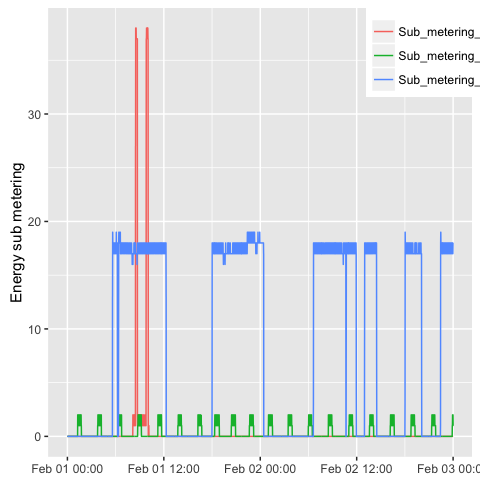 Sub_metering_
Sub_metering_
Sub_metering_
Energy sub metering
30
20
10
0
Feb 01 00:00
Feb 01 12:00
Feb 02 00:00
Feb 02 12:00
Feb 03 00:0